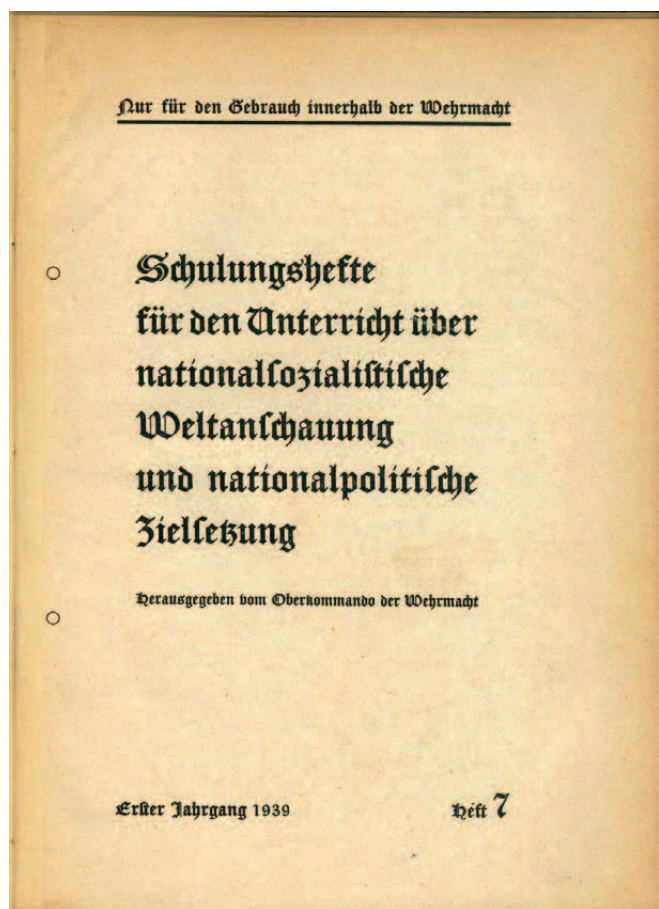 Nur für den Gebrauch innerhalb der Wehrmacht
Schulungshefte
für den Unterricht über
nationalsozialistische
Weltanschauung
und nationalpolitische
Zielsetzung
Herausgegeben vom Oberkommando der Wehrmacht
Erster Jahrgang 1939 Heft 7